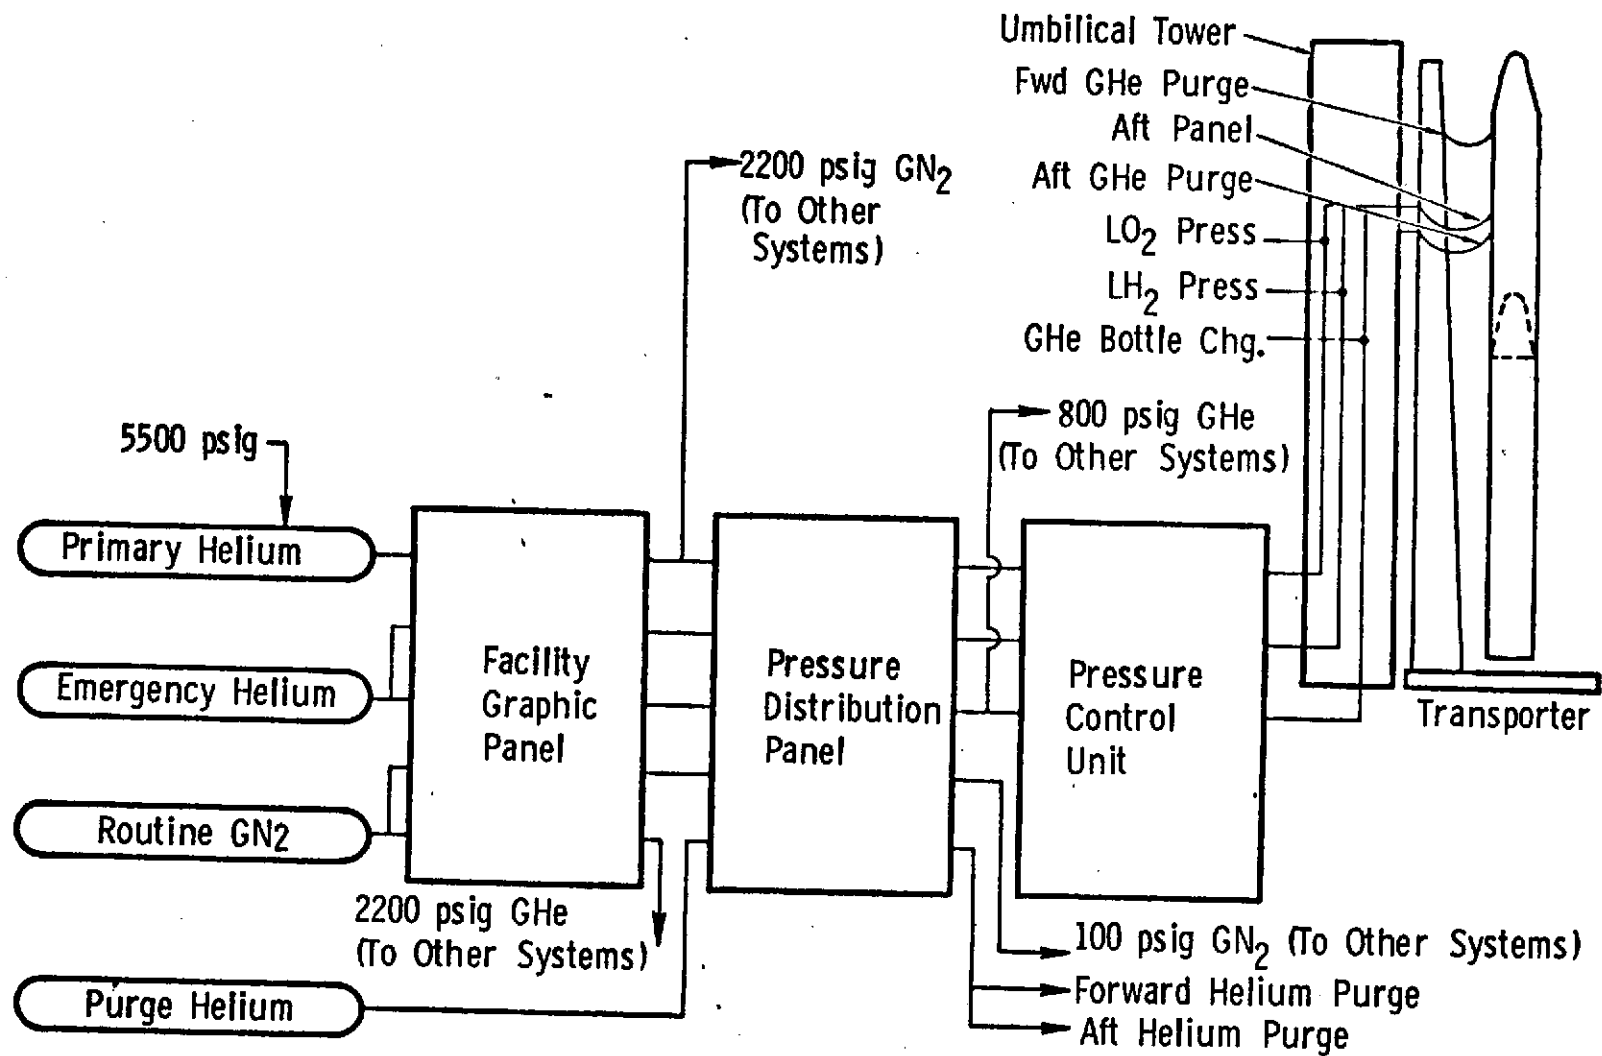 Umbilical Tower
Fwd GHe Purge
Aft Panel
Aft GHe Purge
LO2 Press
LH2 Press
GHe Bottle Chg.
2200 psig GN2
(To Other
Systems)
800 psig GHe
(To Other Systems)
5500 psig
Primary Helium
Emergency Helium
Routine GN2
Purge Helium
Facility
Graphic
Panel
Pressure
Distribution
Panel
Pressure
Control
Unit
Transporter
2200 psig GHe
(To Other Systems)
100 psig GN2 (To Other Systems)
Forward Helium Purge
Aft Helium Purge